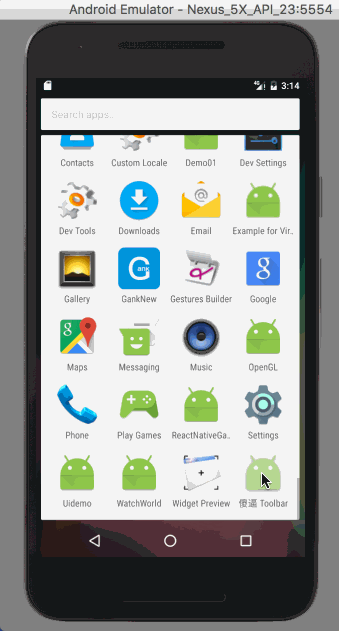 Android Emulator - Nexus_5X_API_23:5554
3:14
Search apps...
Contacts Custom Locale Demo01 Dev Settings
Dev Tools Downloads Email Example for Vir..
Gallery GankNew Gestures Builder Google
Maps Messaging Music OpenGL
Phone Play Games ReactNativeGa.. Settings
Uidemo WatchWorld Widget Preview 傻逼 Toolbar